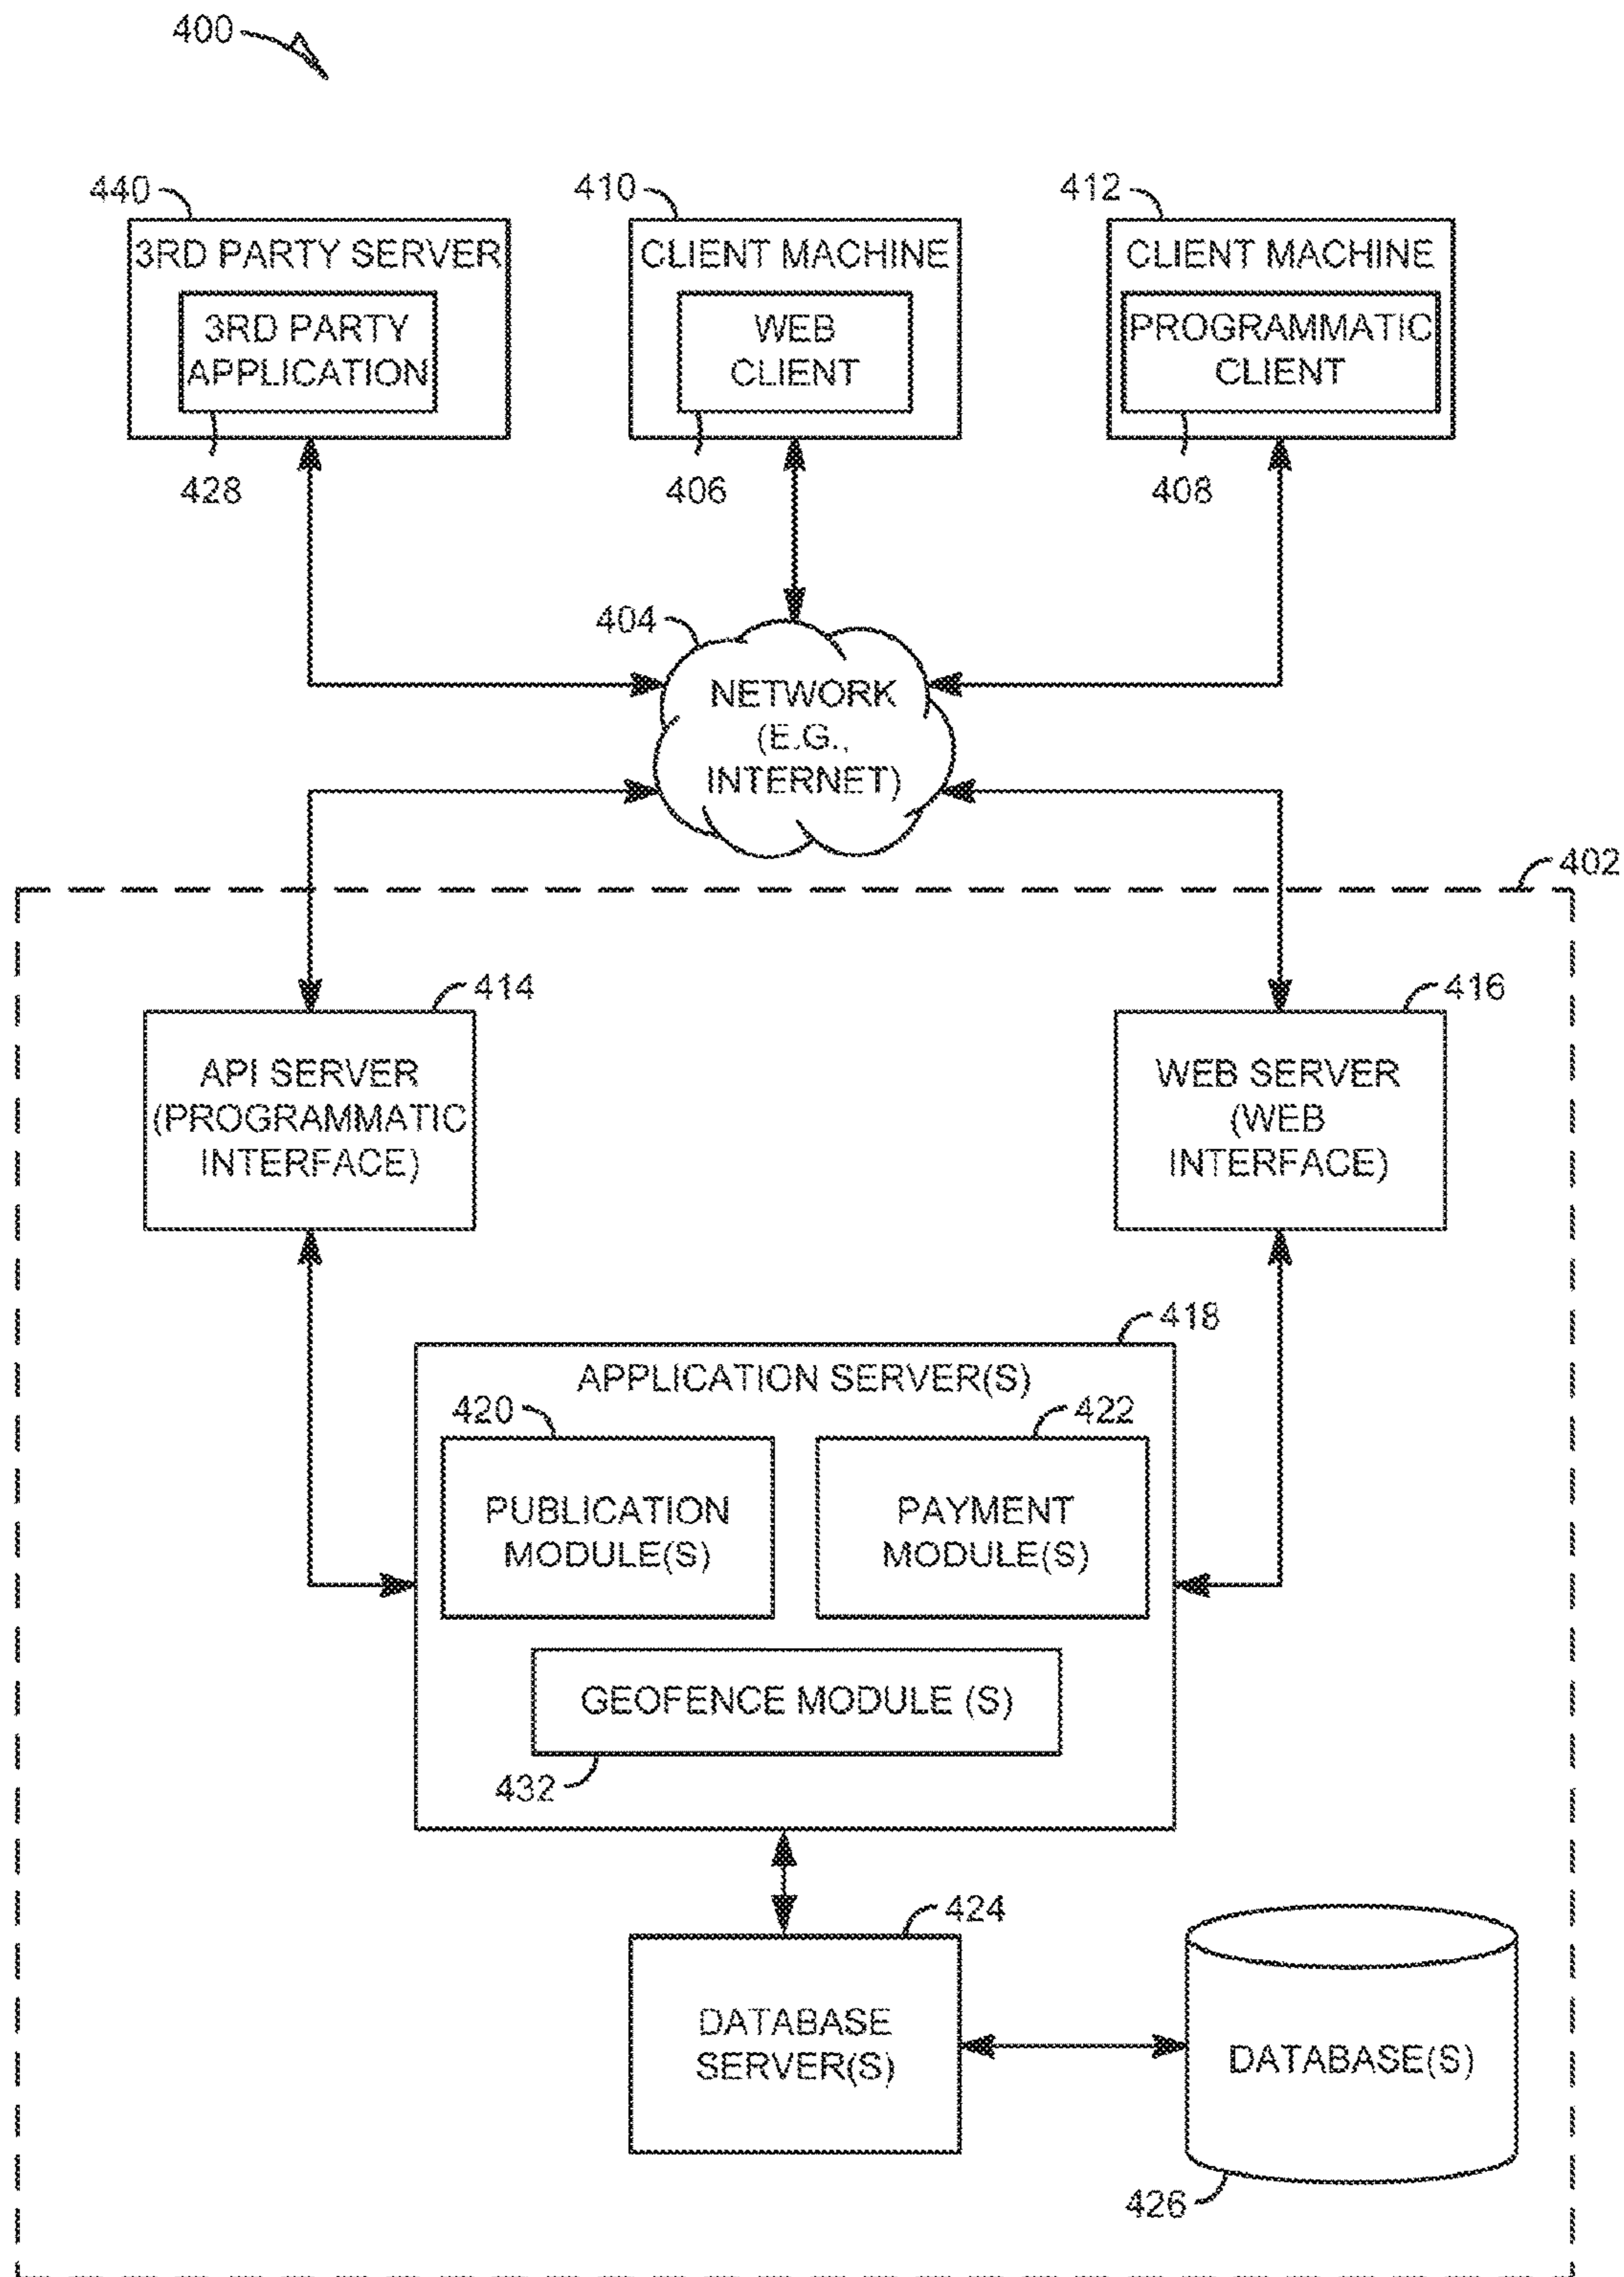 400
440
410
412
3RD PARTY SERVER
CLIENT MACHINE
CLIENT MACHINE
3RD PARTY
APPLICATION
WEB
CLIENT
PROGRAMMATIC
CLIENT
428
406
408
404
NETWORK
(E.G.,
INTERNET)
402
414
416
API SERVER
(PROGRAMMATIC
INTERFACE)
WEB SERVER
(WEB
INTERFACE)
418
APPLICATION SERVER(S)
420
422
PUBLICATION
MODULE(S)
PAYMENT
MODULE(S)
GEOFENCE MODULE (S)
432
424
DATABASE
SERVER(S)
DATABASE(S)
426